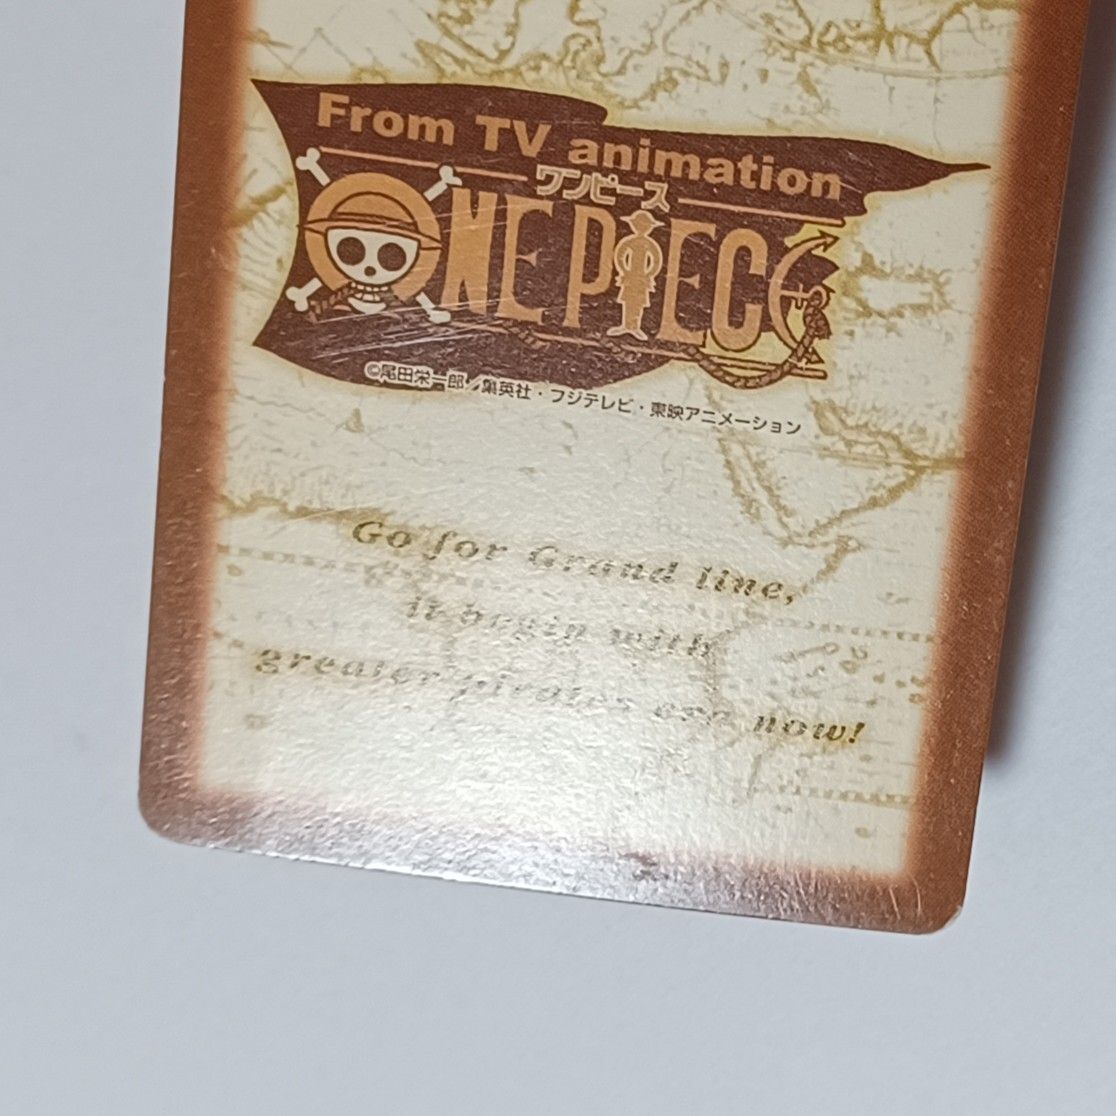 From TV animation
ワンピース
ONE PIECE
©尾田栄一郎/集英社・フジテレビ・東映アニメーション
Go for Grand line,
it begin with
greater pirates era now!